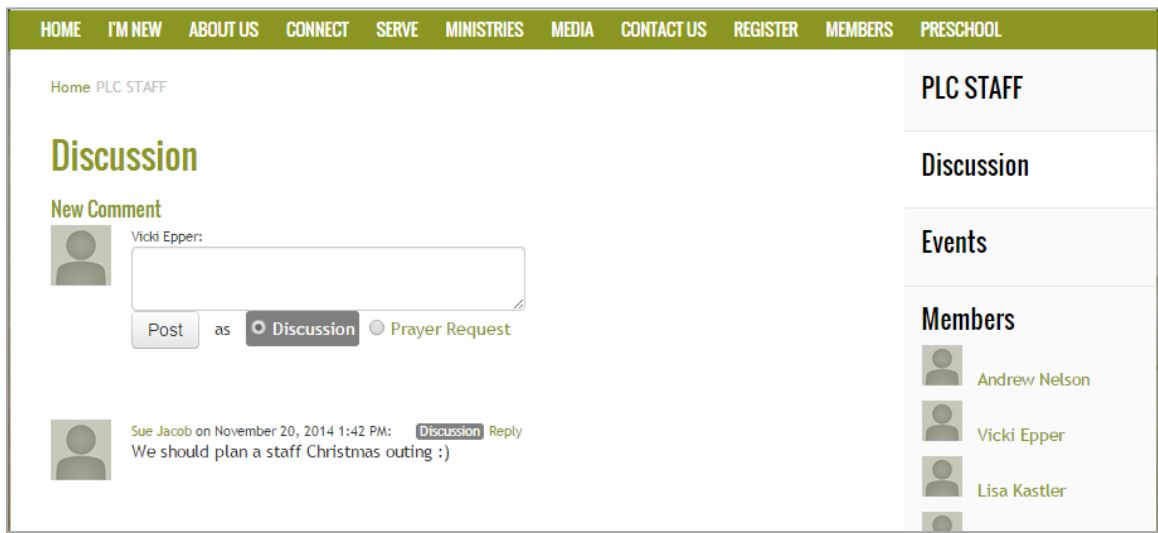 HOME I'M NEW ABOUT US CONNECT SERVE MINISTRIES MEDIA CONTACT US REGISTER MEMBERS PRESCHOOL
Home PLC STAFF
Discussion
New Comment
Vicki Epper:
Post as Discussion Prayer Request
Sue Jacob on November 20, 2014 1:42 PM: Discussion Reply
We should plan a staff Christmas outing :)
PLC STAFF
Discussion
Events
Members
Andrew Nelson
Vicki Epper
Lisa Kastler